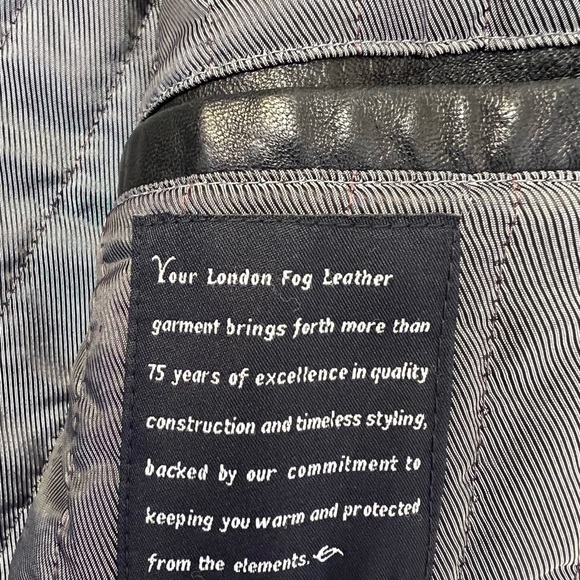 Your London Fog Leather
garment brings forth more than
75 years of excellence in quality
construction and timeless styling,
backed by our commitment to
keeping you warm and protected
from the elements.